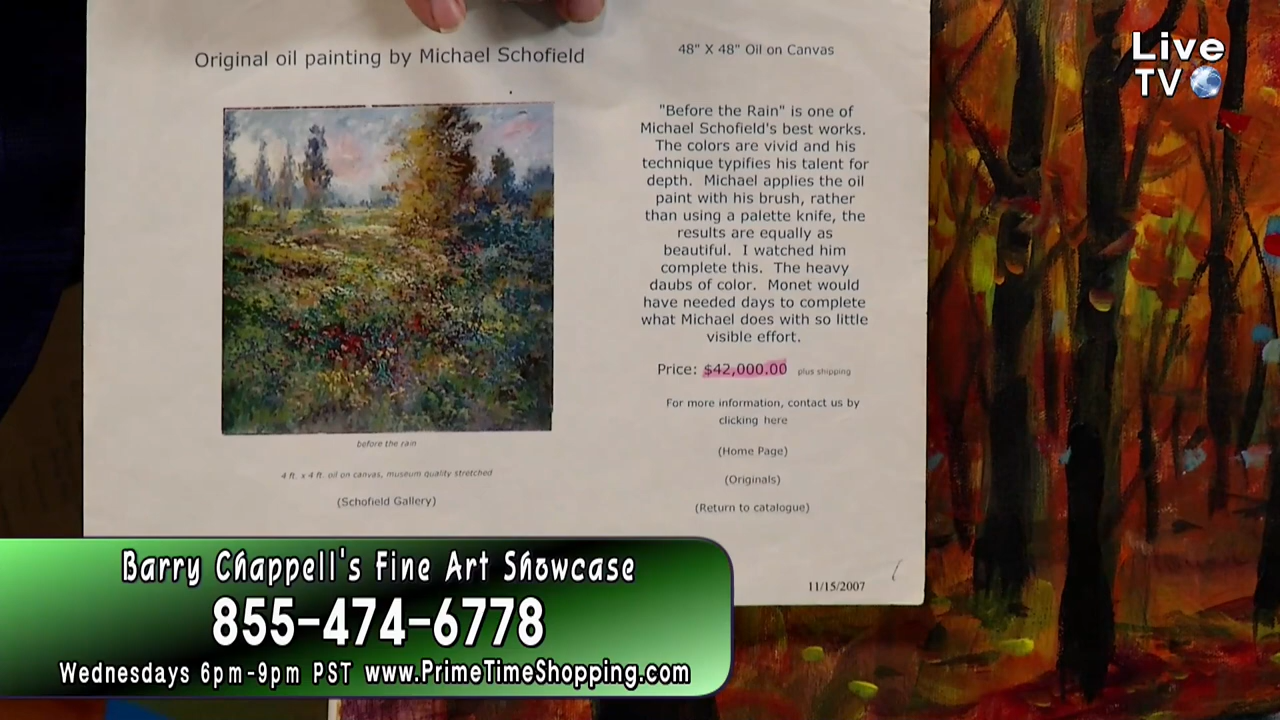 Original oil painting by Michael Schofield
48" X 48" Oil on Canvas
Live
TV
"Before the Rain" is one of
Michael Schofield's best works.
The colors are vivid and his
technique typifies his talent for
depth. Michael applies the oil
paint with his brush, rather
than using a palette knife, the
results are equally as
beautiful. I watched him
complete this. The heavy
daubs of color. Monet would
have needed days to complete
what Michael does with so little
visible effort.
Price: $42,000.00 plus shipping
For more information, contact us by
clicking here
(Home Page)
(Originals)
(Return to catalogue)
before the rain
4 ft. x 4 ft. oil on canvas, museum quality stretched
(Schofield Gallery)
11/15/2007
Barry Chappell's Fine Art Showcase
855-474-6778
Wednesdays 6pm-9pm PST www.PrimeTimeShopping.com